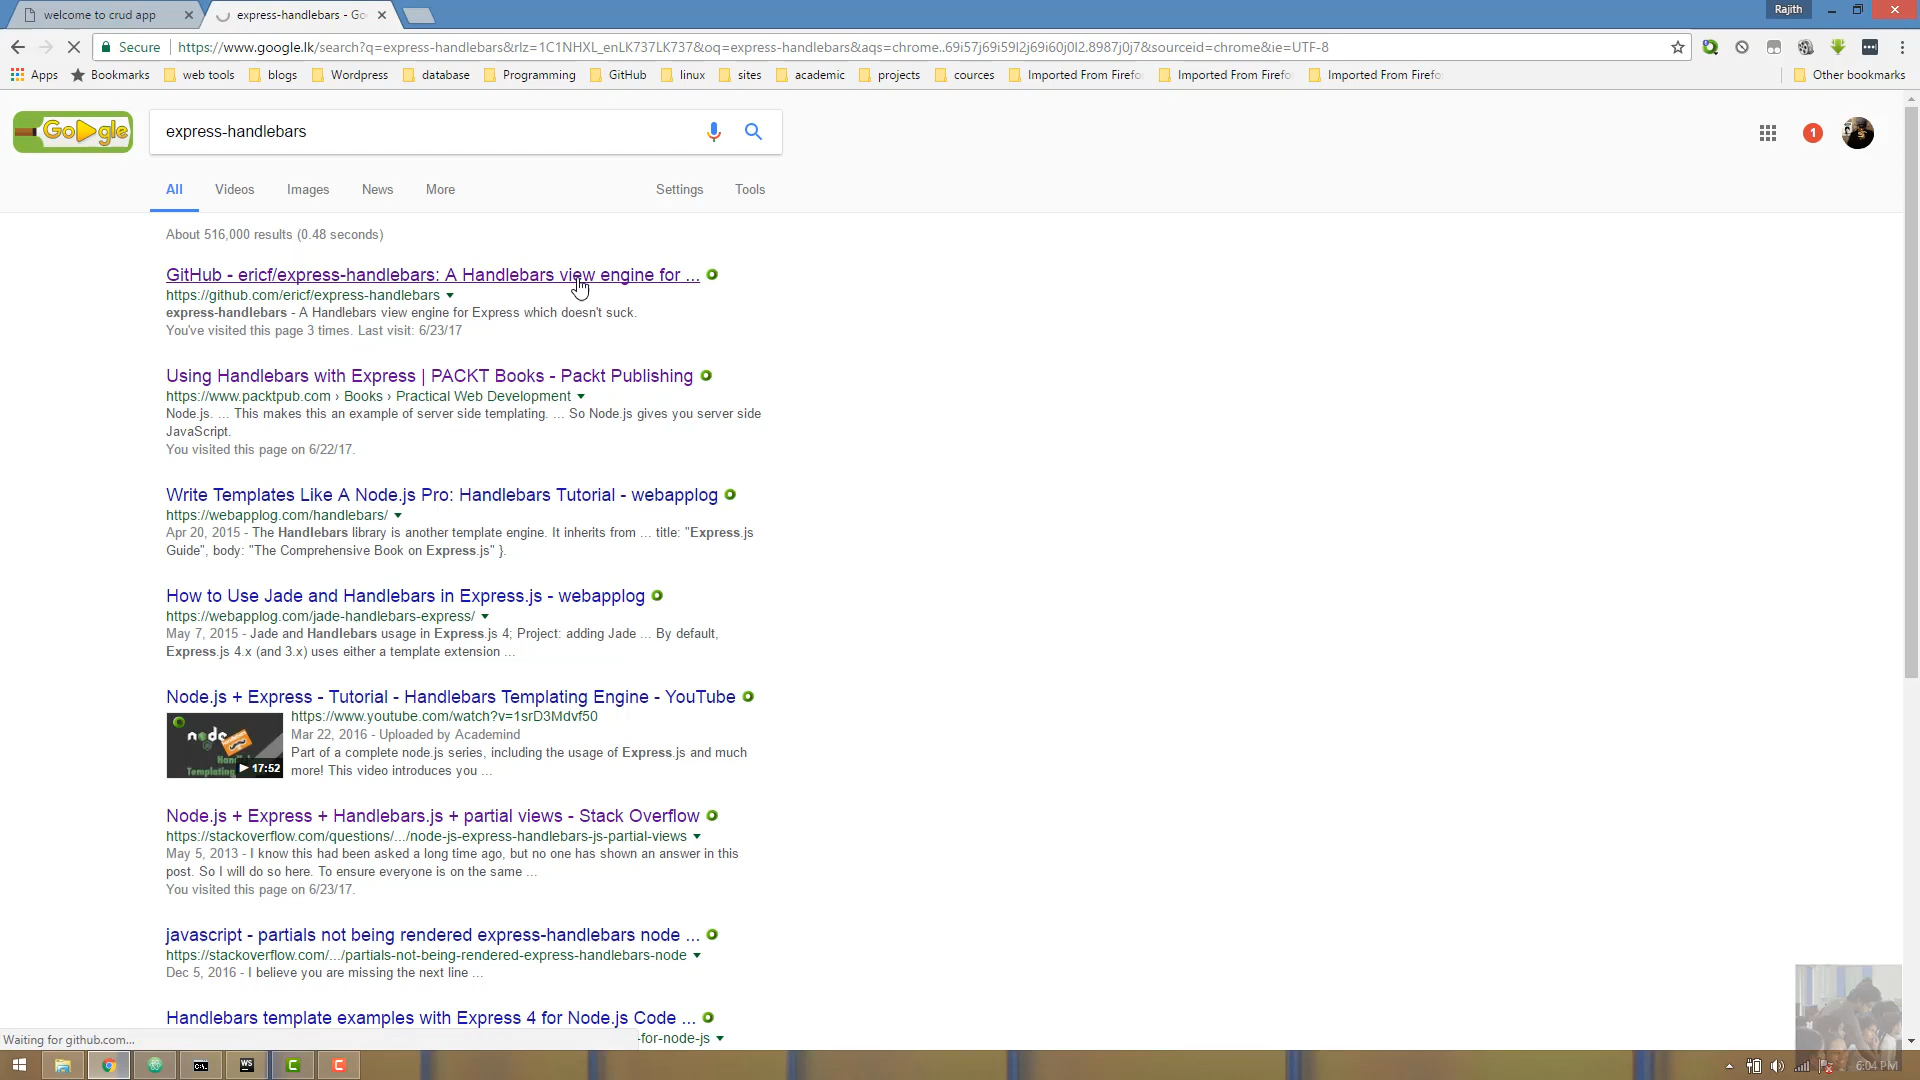 welcome to crud app
express-handlebars - Go
Rajith
Secure
https://www.google.lk/search?q=express-handlebars&rlz=1C1NHXL_enLK737LK737&oq=express-handlebars&aqs=chrome..69i57j69i59l2j69i60j0l2.8987j0j7&sourceid=chrome&ie=UTF-8
Apps Bookmarks web tools blogs Wordpress database Programming GitHub linux sites academic projects cources Imported From Firefo Imported From Firefo Imported From Firefo Other bookmarks
Google express-handlebars 1
All Videos Images News More Settings Tools
About 516,000 results (0.48 seconds)
GitHub - ericf/express-handlebars: A Handlebars view engine for ...
https://github.com/ericf/express-handlebars
express-handlebars - A Handlebars view engine for Express which doesn't suck.
You've visited this page 3 times. Last visit: 6/23/17
Using Handlebars with Express | PACKT Books - Packt Publishing
https://www.packtpub.com › Books › Practical Web Development
Node.js. ... This makes this an example of server side templating. ... So Node.js gives you server side
JavaScript.
You visited this page on 6/22/17.
Write Templates Like A Node.js Pro: Handlebars Tutorial - webapplog
https://webapplog.com/handlebars/
Apr 20, 2015 - The Handlebars library is another template engine. It inherits from ... title: "Express.js
Guide", body: "The Comprehensive Book on Express.js" }.
How to Use Jade and Handlebars in Express.js - webapplog
https://webapplog.com/jade-handlebars-express/
May 7, 2015 - Jade and Handlebars usage in Express.js 4; Project: adding Jade ... By default,
Express.js 4.x (and 3.x) uses either a template extension ...
Node.js + Express - Tutorial - Handlebars Templating Engine - YouTube
https://www.youtube.com/watch?v=1srD3Mdvf50
Mar 22, 2016 - Uploaded by Academind
Part of a complete node.js series, including the usage of Express.js and much
more! This video introduces you ...
node
Templating
17:52
Node.js + Express + Handlebars.js + partial views - Stack Overflow
https://stackoverflow.com/questions/.../node-js-express-handlebars-js-partial-views
May 5, 2013 - I know this had been asked a long time ago, but no one has shown an answer in this
post. So I will do so here. To ensure everyone is on the same ...
You visited this page on 6/23/17.
javascript - partials not being rendered express-handlebars node ...
https://stackoverflow.com/.../partials-not-being-rendered-express-handlebars-node
Dec 5, 2016 - I believe you are missing the next line ...
Handlebars template examples with Express 4 for Node.js Code ...
-for-node-js
Waiting for github.com...
WS C C
6:04 PM